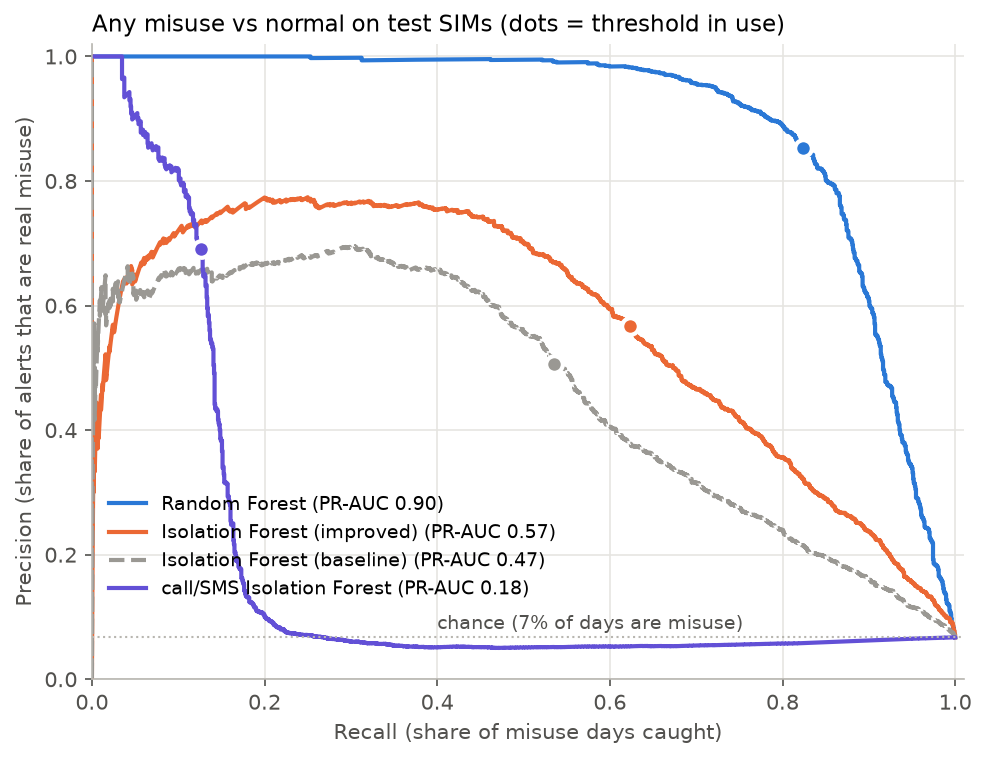 Any misuse vs normal on test SIMs (dots = threshold in use)
Precision (share of alerts that are real misuse)
1.0
0.8
0.6
0.4
0.2
0.0
Random Forest (PR-AUC 0.90)
Isolation Forest (improved) (PR-AUC 0.57)
Isolation Forest (baseline) (PR-AUC 0.47)
call/SMS Isolation Forest (PR-AUC 0.18)
chance (7% of days are misuse)
0.0 0.2 0.4 0.6 0.8 1.0
Recall (share of misuse days caught)